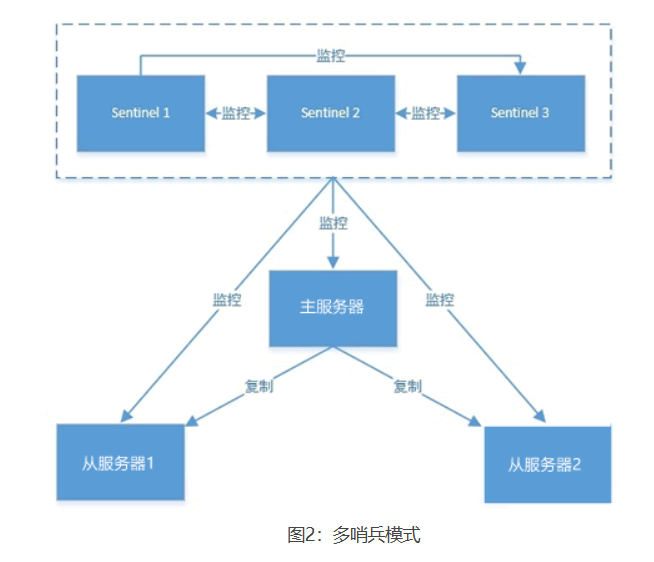 监控
Sentinel 1
监控
Sentinel 2
监控
Sentinel 3
监控
监控
监控
主服务器
复制
复制
从服务器1
从服务器2
图2：多哨兵模式